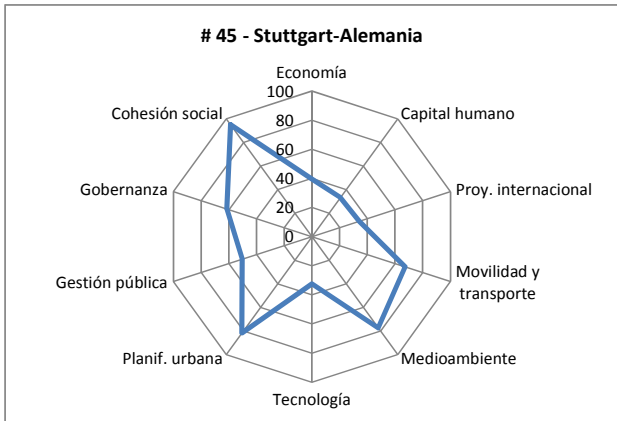 # 45 - Stuttgart-Alemania
Economía
100
80
60
40
20
0
Capital humano
Proy. internacional
Movilidad y
transporte
Medioambiente
Tecnología
Planif. urbana
Gestión pública
Gobernanza
Cohesión social